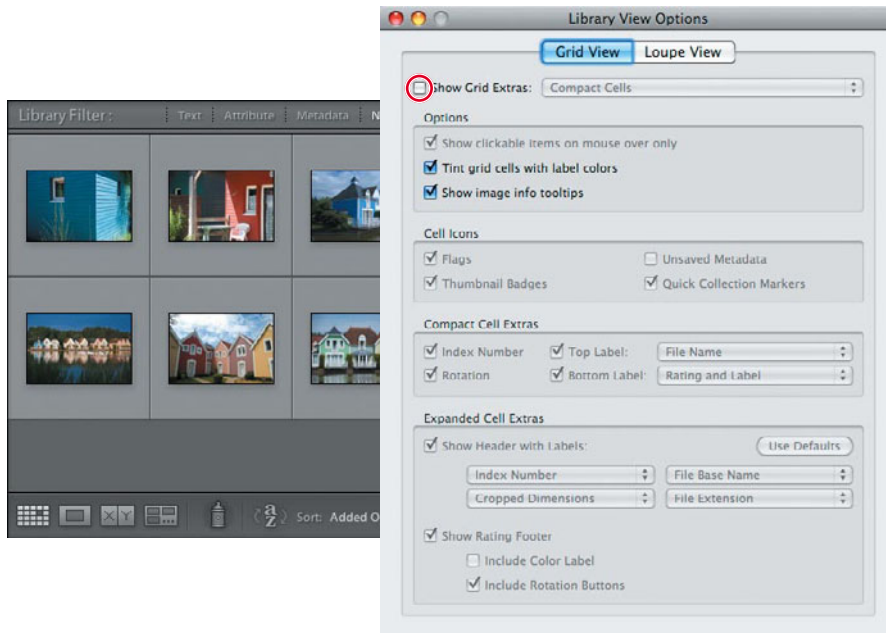 Library View Options
Grid View Loupe View
Show Grid Extras: Compact Cells
Options
Show clickable items on mouse over only
Tint grid cells with label colors
Show image info tooltips
Cell Icons
Flags Unsaved Metadata
Thumbnail Badges Quick Collection Markers
Compact Cell Extras
Index Number Top Label: File Name
Rotation Bottom Label: Rating and Label
Expanded Cell Extras
Show Header with Labels: Use Defaults
Index Number File Base Name
Cropped Dimensions File Extension
Show Rating Footer
Include Color Label
Include Rotation Buttons
Library Filter: Text Attribute Metadata N
X Y a z Sort: Added O